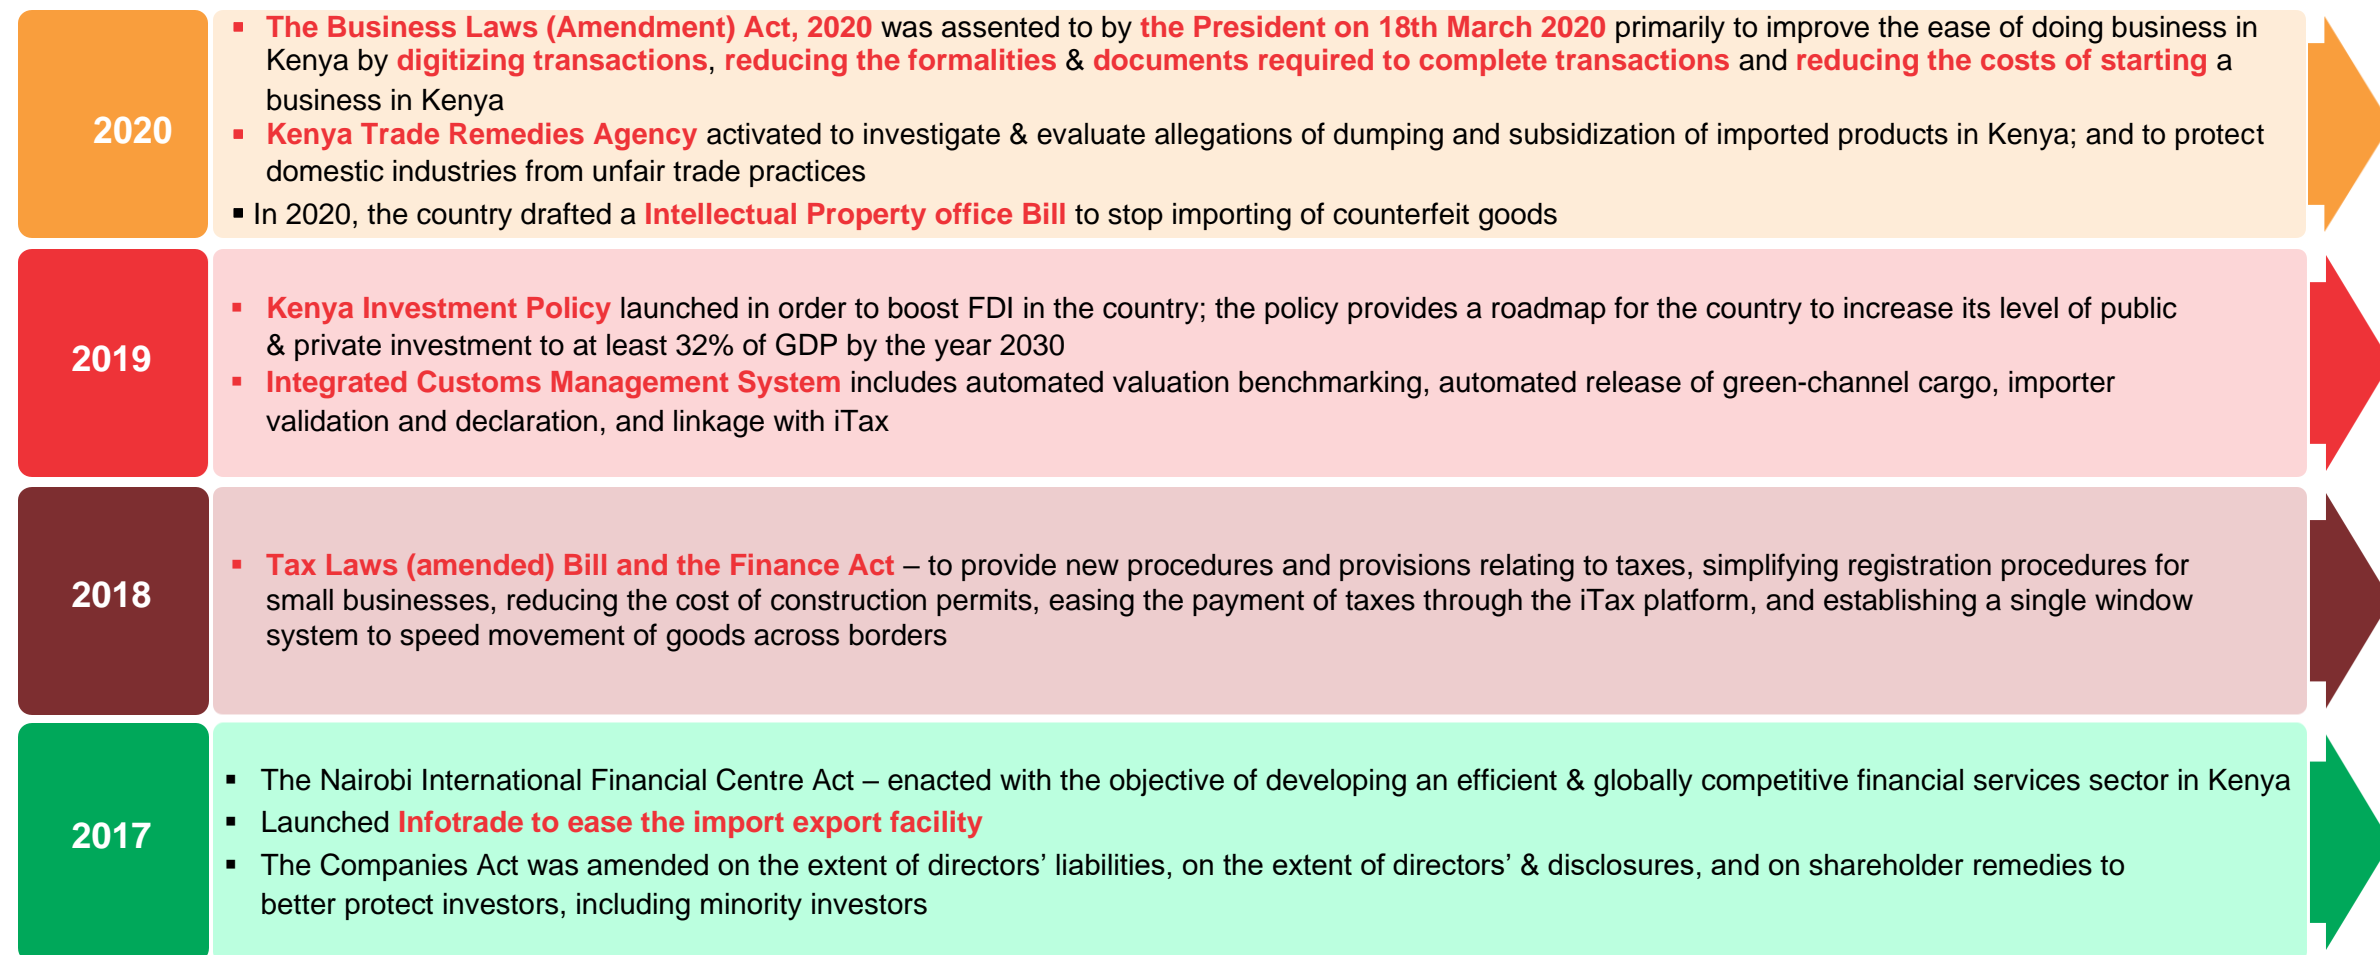 2020
▪ The Business Laws (Amendment) Act, 2020 was assented to by the President on 18th March 2020 primarily to improve the ease of doing business in
Kenya by digitizing transactions, reducing the formalities & documents required to complete transactions and reducing the costs of starting a
business in Kenya
▪ Kenya Trade Remedies Agency activated to investigate & evaluate allegations of dumping and subsidization of imported products in Kenya; and to protect
domestic industries from unfair trade practices
▪ In 2020, the country drafted a Intellectual Property office Bill to stop importing of counterfeit goods
2019
▪ Kenya Investment Policy launched in order to boost FDI in the country; the policy provides a roadmap for the country to increase its level of public
& private investment to at least 32% of GDP by the year 2030
▪ Integrated Customs Management System includes automated valuation benchmarking, automated release of green-channel cargo, importer
validation and declaration, and linkage with iTax
2018
▪ Tax Laws (amended) Bill and the Finance Act – to provide new procedures and provisions relating to taxes, simplifying registration procedures for
small businesses, reducing the cost of construction permits, easing the payment of taxes through the iTax platform, and establishing a single window
system to speed movement of goods across borders
2017
▪ The Nairobi International Financial Centre Act – enacted with the objective of developing an efficient & globally competitive financial services sector in Kenya
▪ Launched Infotrade to ease the import export facility
▪ The Companies Act was amended on the extent of directors’ liabilities, on the extent of directors’ & disclosures, and on shareholder remedies to
better protect investors, including minority investors